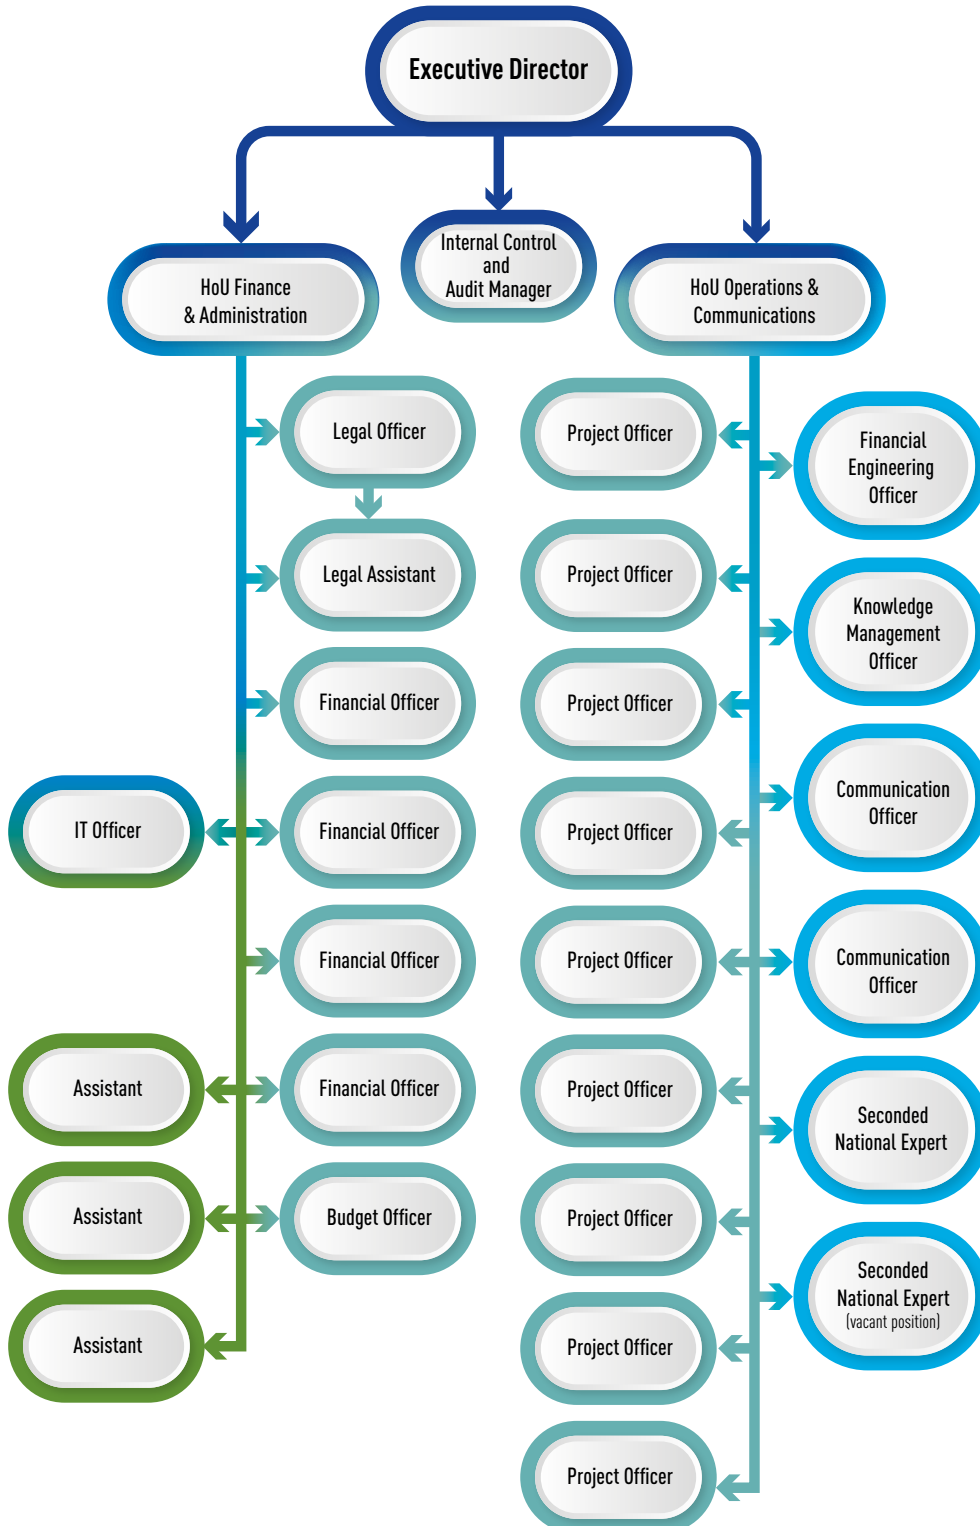 Executive Director
Internal Control
and
Audit Manager
HoU Finance
& Administration
HoU Operations &
Communications
Legal Officer
Legal Assistant
Financial Officer
IT Officer
Financial Officer
Financial Officer
Assistant
Financial Officer
Assistant
Budget Officer
Assistant
Project Officer
Project Officer
Project Officer
Project Officer
Project Officer
Project Officer
Project Officer
Project Officer
Project Officer
Financial
Engineering
Officer
Knowledge
Management
Officer
Communication
Officer
Communication
Officer
Seconded
National Expert
Seconded
National Expert
(vacant position)